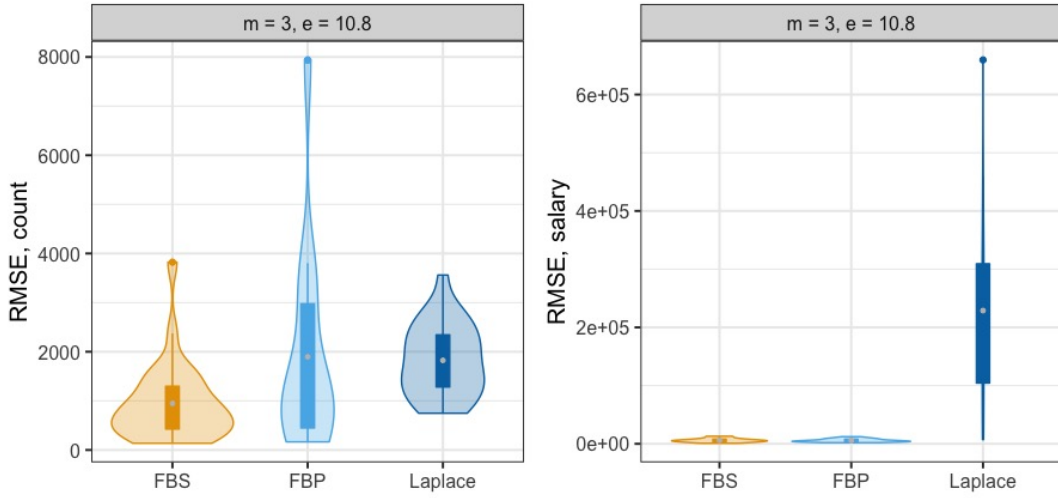 m = 3, e = 10.8
RMSE, count
8000
6000
4000
2000
0
FBS
FBP
Laplace
m = 3, e = 10.8
RMSE, salary
6e+05
4e+05
2e+05
0e+00
FBS
FBP
Laplace